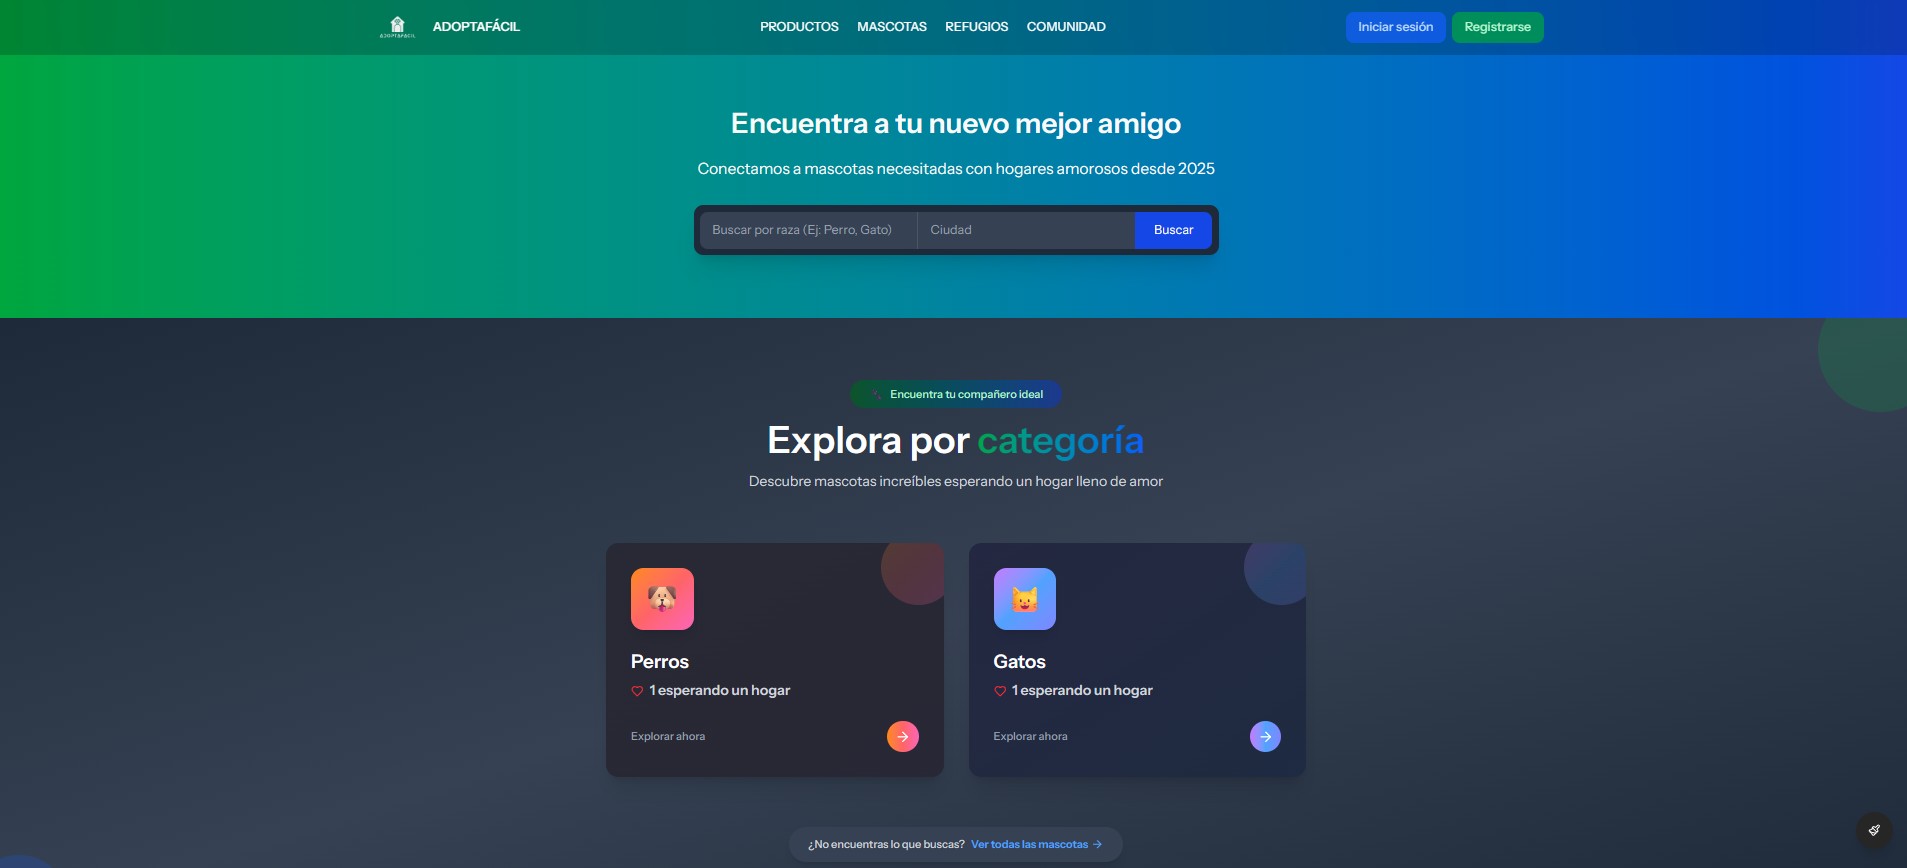 ADOPTAFÁCIL
ADOPTAFÁCIL
PRODUCTOS MASCOTAS REFUGIOS COMUNIDAD
Iniciar sesión
Registrarse
Encuentra a tu nuevo mejor amigo
Conectamos a mascotas necesitadas con hogares amorosos desde 2025
Buscar por raza (Ej: Perro, Gato)
Ciudad
Buscar
Encuentra tu compañero ideal
Explora por categoría
Descubre mascotas increíbles esperando un hogar lleno de amor
Perros
1 esperando un hogar
Explorar ahora
Gatos
1 esperando un hogar
Explorar ahora
¿No encuentras lo que buscas? Ver todas las mascotas →